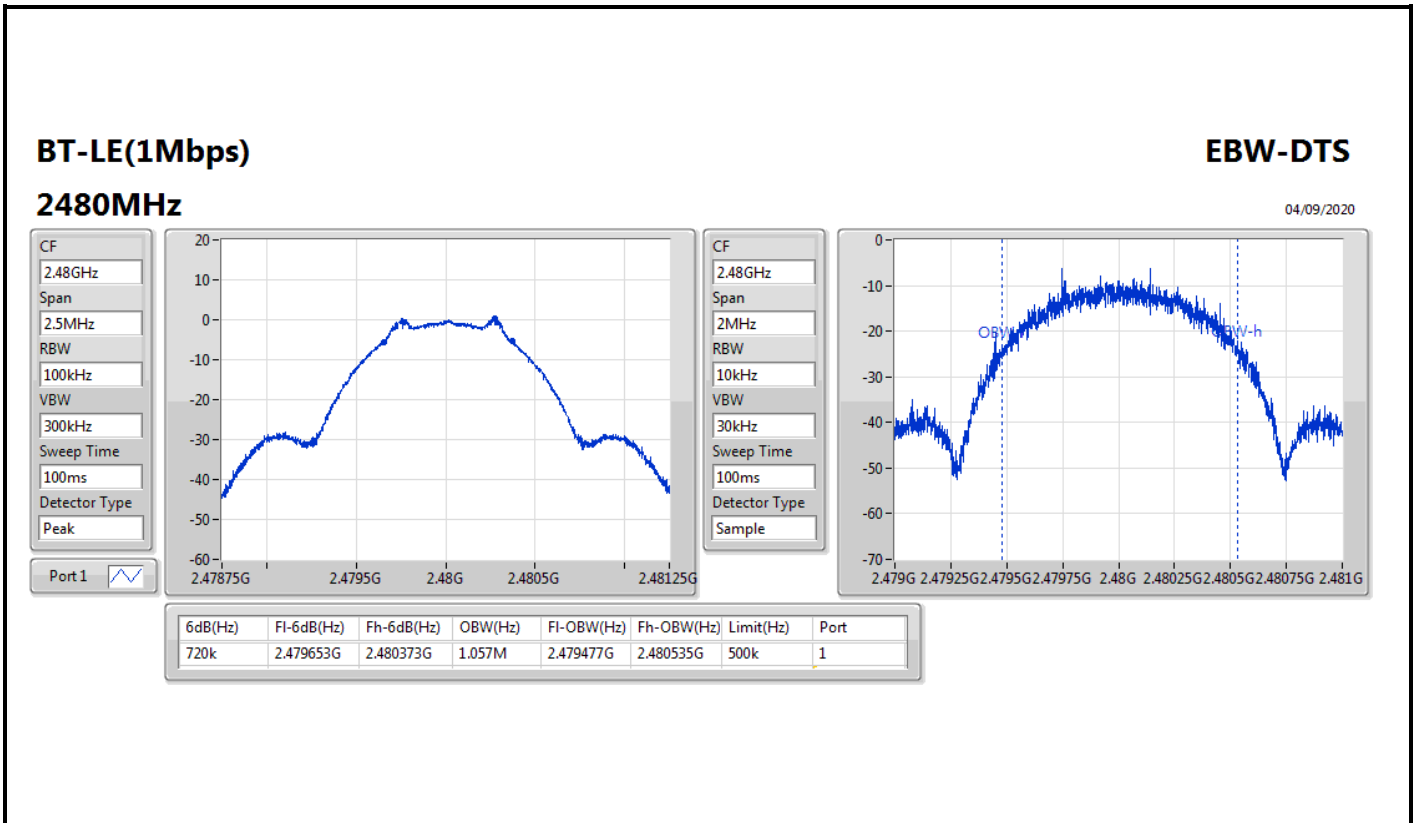 BT-LE(1Mbps)
EBW-DTS
2480MHz
04/09/2020
CF
2.48GHz
Span
2.5MHz
RBW
100kHz
VBW
300kHz
Sweep Time
100ms
Detector Type
Peak
Port 1
20
10
0
-10
-20
-30
-40
-50
-60
2.47875G 2.4795G 2.48G 2.4805G 2.48125G
CF
2.48GHz
Span
2MHz
RBW
10kHz
VBW
30kHz
Sweep Time
100ms
Detector Type
Sample
0
-10
-20
-30
-40
-50
-60
-70
2.479G 2.47925G 2.4795G 2.47975G 2.48G 2.48025G 2.4805G 2.48075G 2.481G
6dB(Hz) Fl-6dB(Hz) Fh-6dB(Hz) OBW(Hz) Fl-OBW(Hz) Fh-OBW(Hz) Limit(Hz) Port
720k 2.479653G 2.480373G 1.057M 2.479477G 2.480535G 500k 1